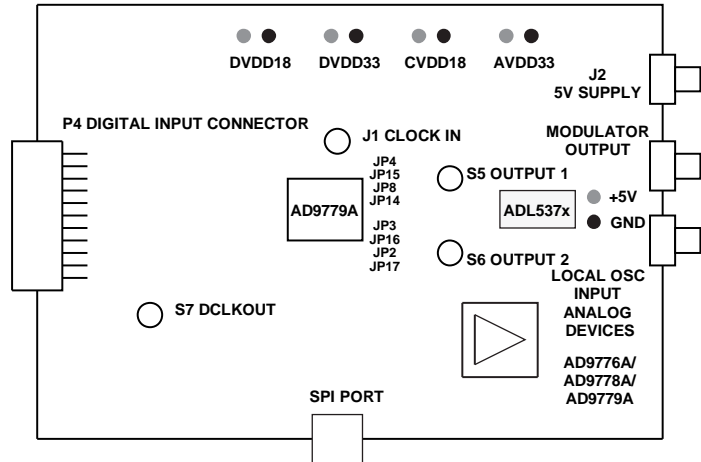 DVDD18
DVDD33
CVDD18
AVDD33
J2
5V SUPPLY
P4 DIGITAL INPUT CONNECTOR
J1 CLOCK IN
MODULATOR
OUTPUT
JP4
JP15
JP8
JP14
S5 OUTPUT 1
AD9779A
ADL537x
+5V
GND
JP3
JP16
JP2
JP17
S6 OUTPUT 2
LOCAL OSC
INPUT
ANALOG
DEVICES
S7 DCLKOUT
AD9776A/
AD9778A/
AD9779A
SPI PORT